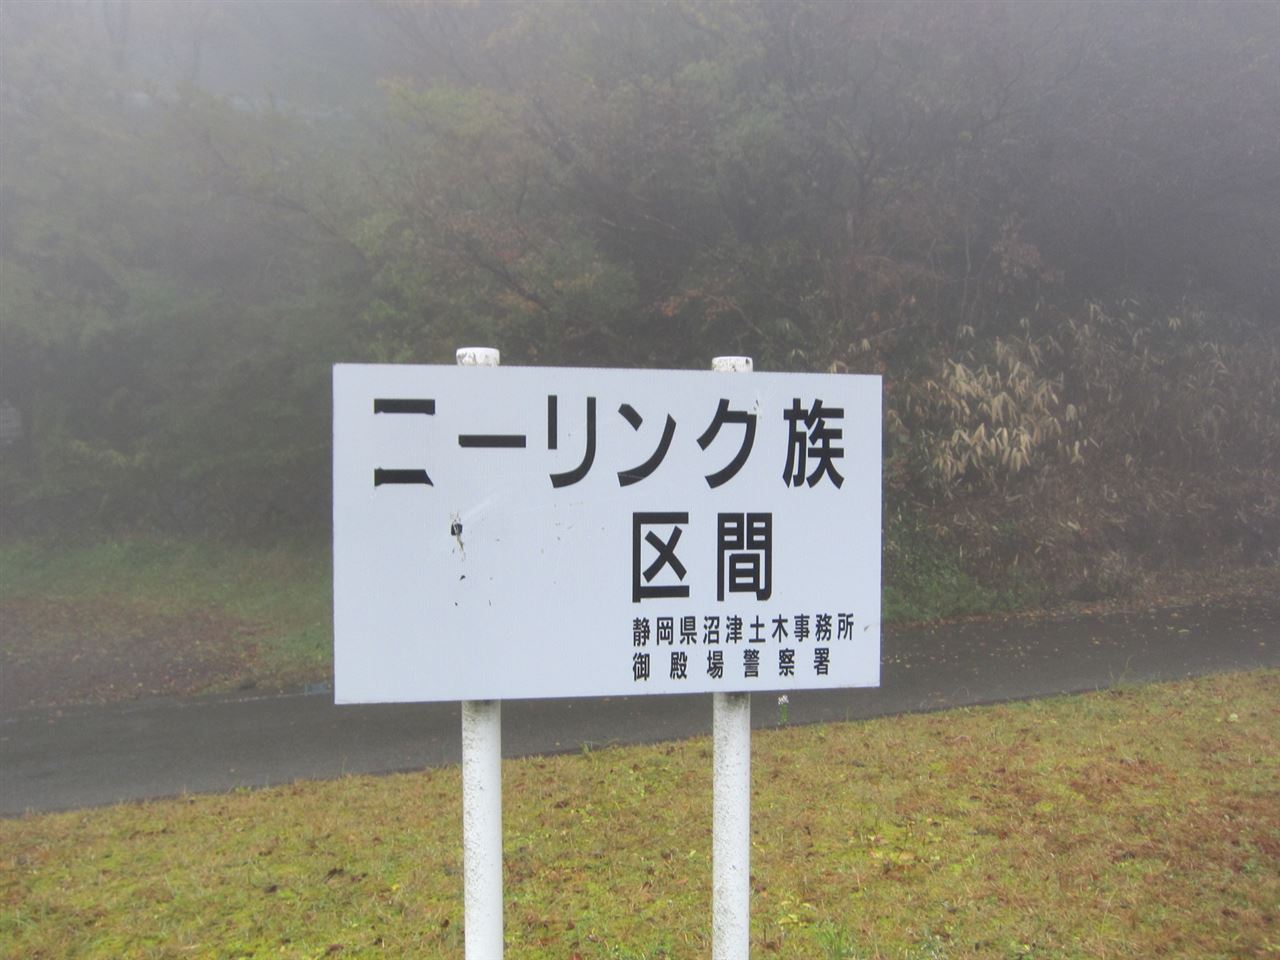 ニーリング族
区間
静岡県沼津土木事務所
御殿場警察署